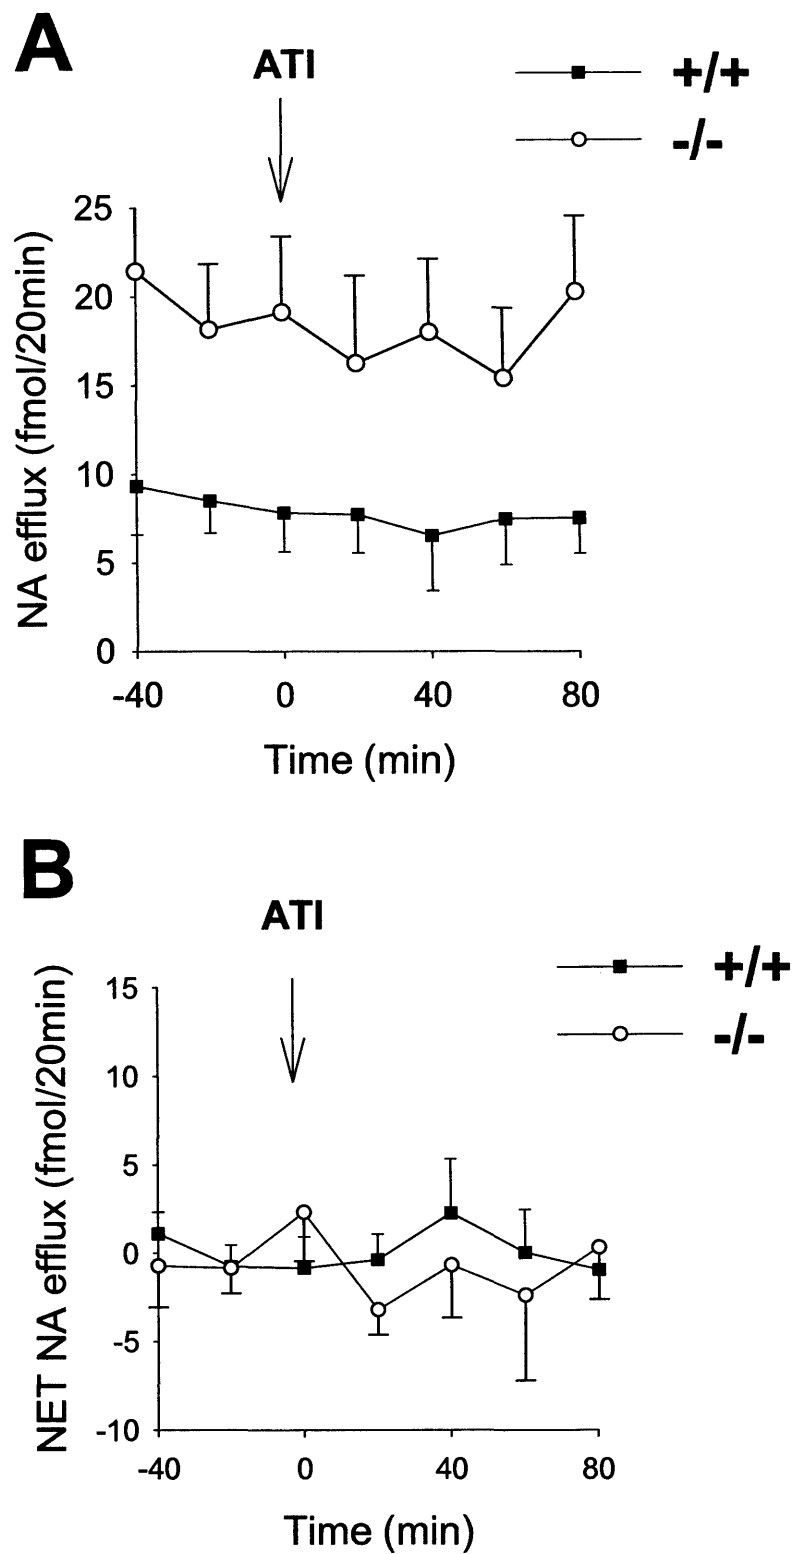 A
ATI
+/+
-/-
25
20
15
10
5
0
NA efflux (fmol/20min)
-40 0 40 80
Time (min)
B
ATI
+/+
-/-
15
10
5
0
-5
-10
NET NA efflux (fmol/20min)
-40 0 40 80
Time (min)